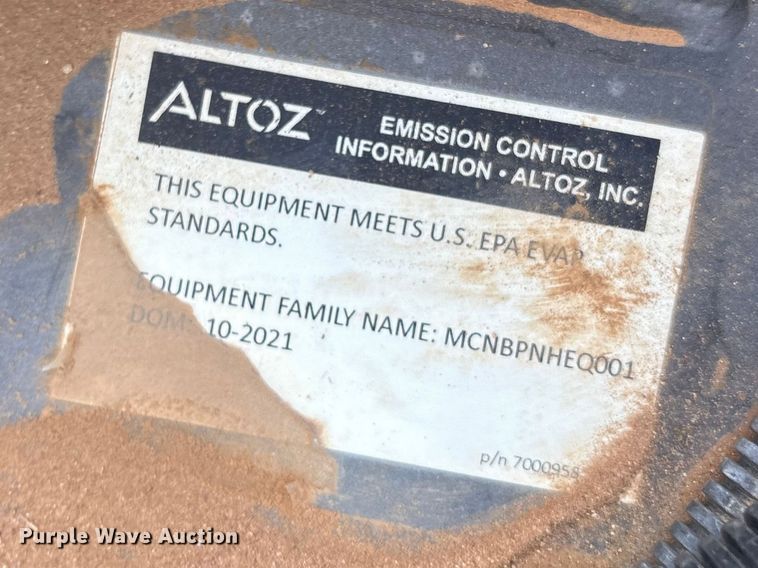 ALTOZ™
EMISSION CONTROL
INFORMATION • ALTOZ, INC.
THIS EQUIPMENT MEETS U.S. EPA EVAP
STANDARDS.
EQUIPMENT FAMILY NAME: MCNBPNHEQ001
DOM: 10-2021
p/n 7000958
Purple Wave Auction